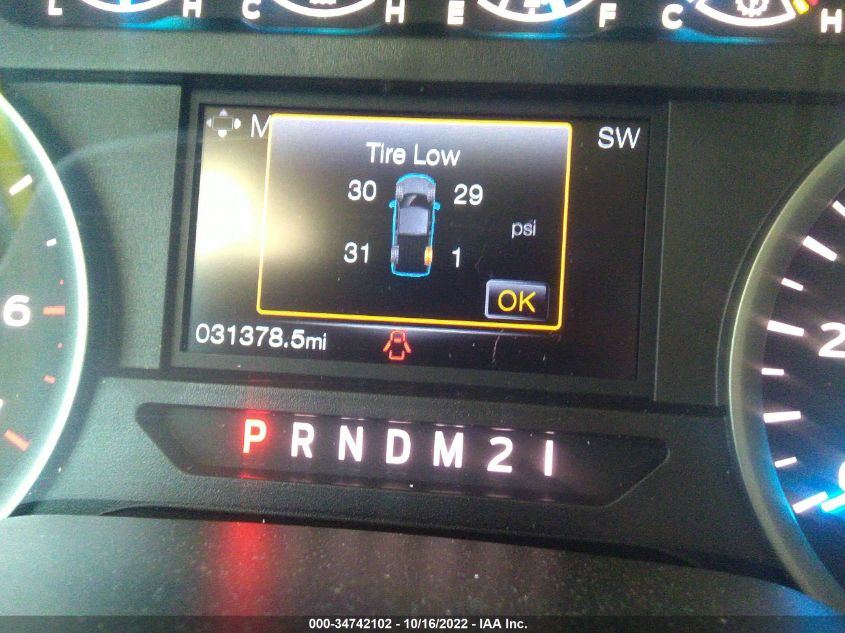 L H C H E F C H
M SW
Tire Low
30 29
psi
31 1
OK
6
031378.5mi
2
P R N D M 2 1
000-34742102 - 10/16/2022 - IAA Inc.